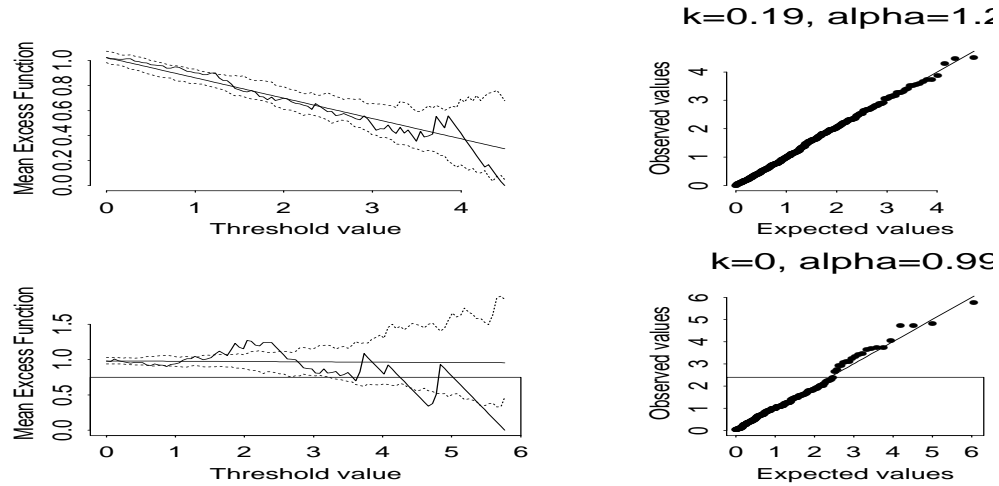 k=0.19, alpha=1.2
Mean Excess Function
0.0 0.2 0.4 0.6 0.8 1.0
0 1 2 3 4
Threshold value
Observed values
0 1 2 3 4
0 1 2 3 4
Expected values
k=0, alpha=0.99
Mean Excess Function
0.0 0.5 1.0 1.5
0 1 2 3 4 5 6
Threshold value
Observed values
0 1 2 3 4 5 6
0 1 2 3 4 5 6
Expected values